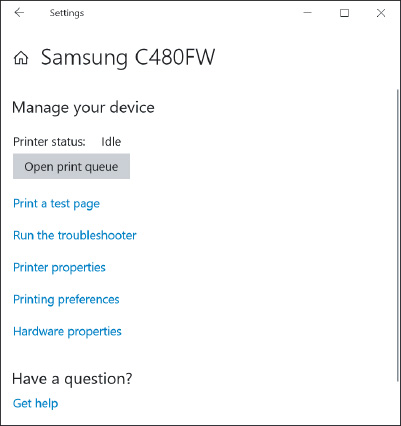 Settings
Samsung C480FW
Manage your device
Printer status: Idle
Open print queue
Print a test page
Run the troubleshooter
Printer properties
Printing preferences
Hardware properties
Have a question?
Get help